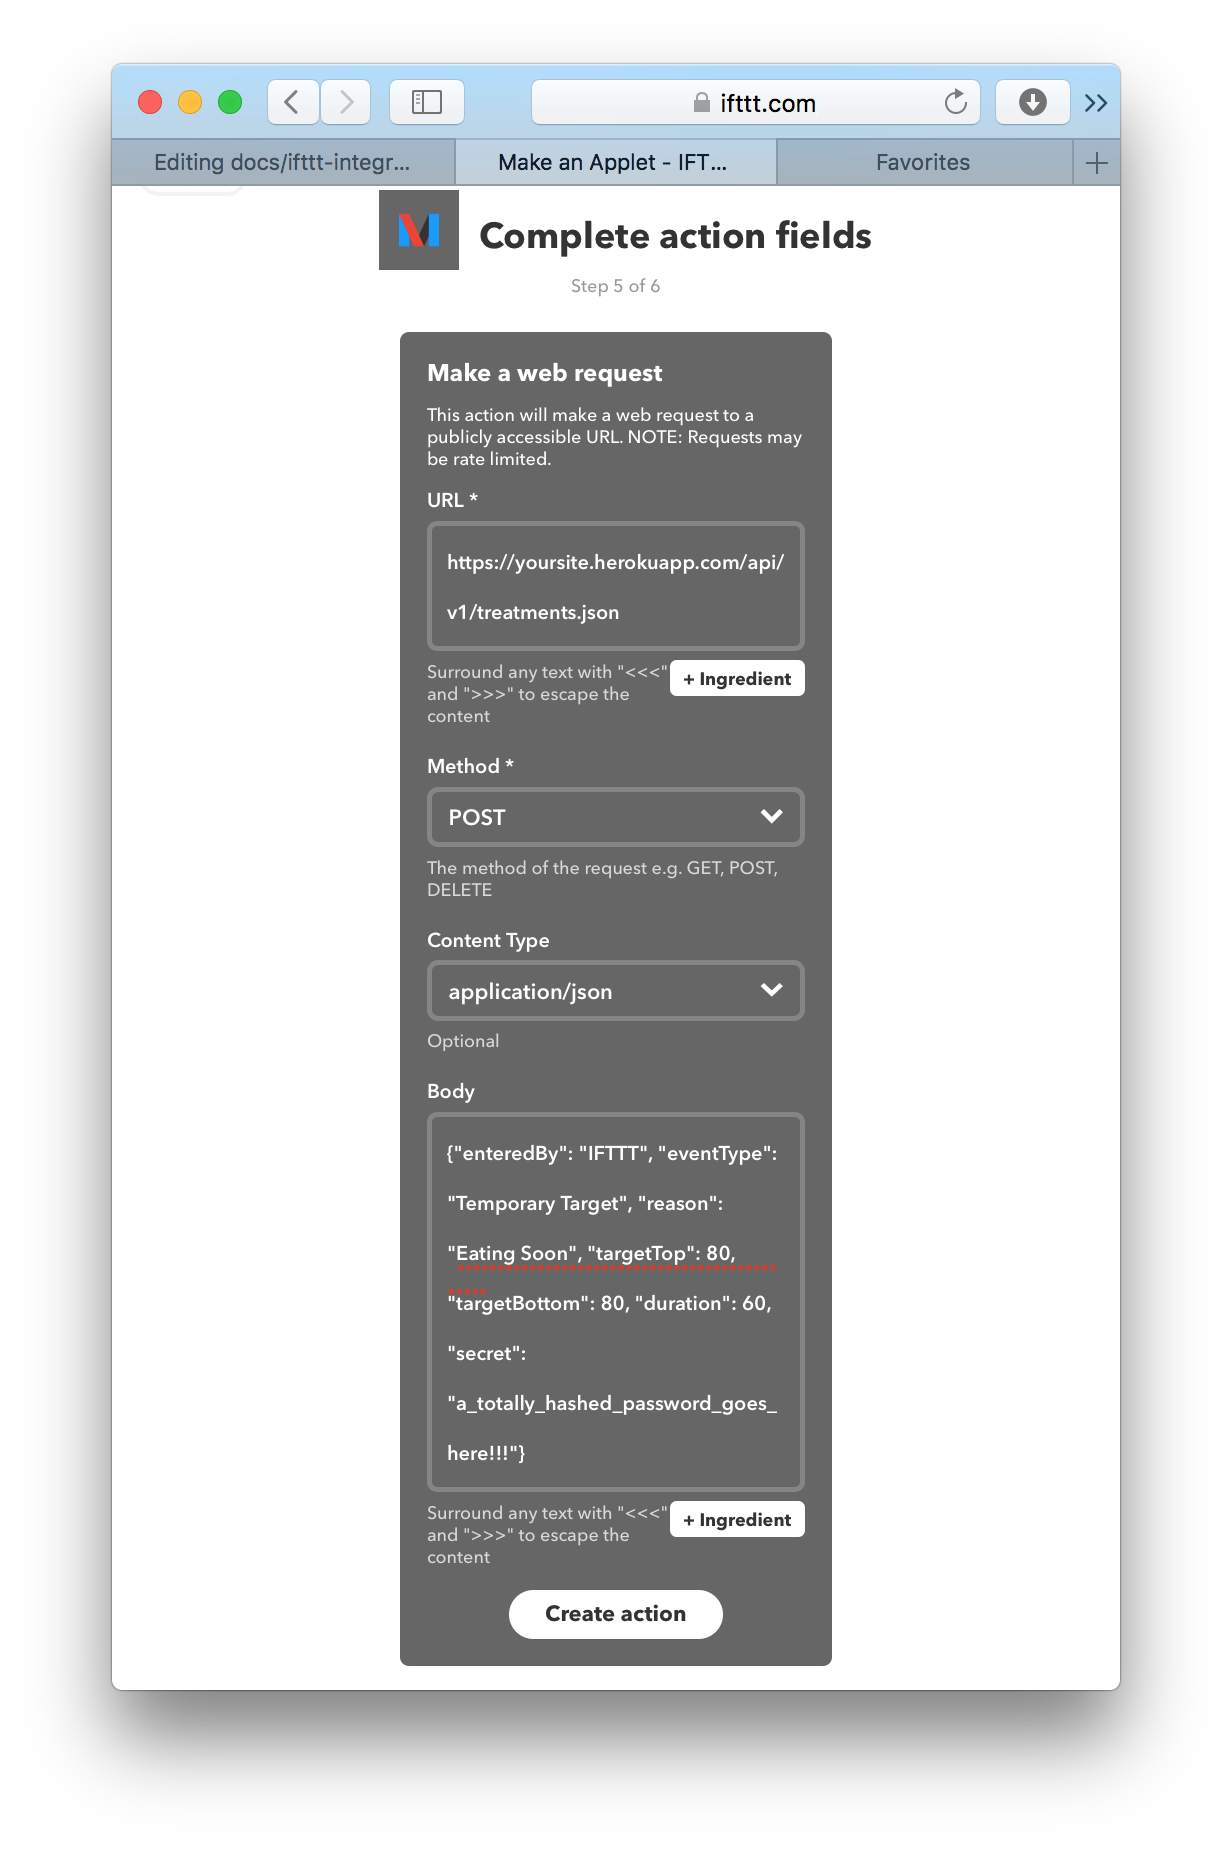 ifttt.com
Editing docs/ifttt-integr...
Make an Applet - IFT...
Favorites
Complete action fields
Step 5 of 6
Make a web request
This action will make a web request to a
publicly accessible URL. NOTE: Requests may
be rate limited.
URL *
https://yoursite.herokuapp.com/api/
v1/treatments.json
Surround any text with "<<<"
and ">>>" to escape the
content
+ Ingredient
Method *
POST
The method of the request e.g. GET, POST,
DELETE
Content Type
application/json
Optional
Body
{"enteredBy": "IFTTT", "eventType":
"Temporary Target", "reason":
"Eating Soon", "targetTop": 80,
"targetBottom": 80, "duration": 60,
"secret":
"a_totally_hashed_password_goes_
here!!!"}
Surround any text with "<<<"
and ">>>" to escape the
content
+ Ingredient
Create action